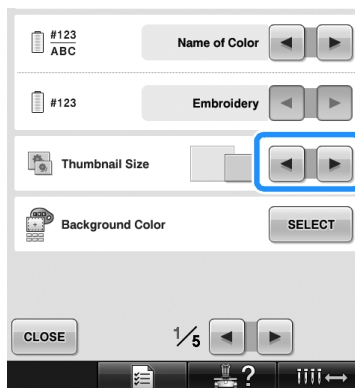 #123
ABC
Name of Color
#123
Embroidery
Thumbnail Size
Background Color
SELECT
CLOSE
1/5
?